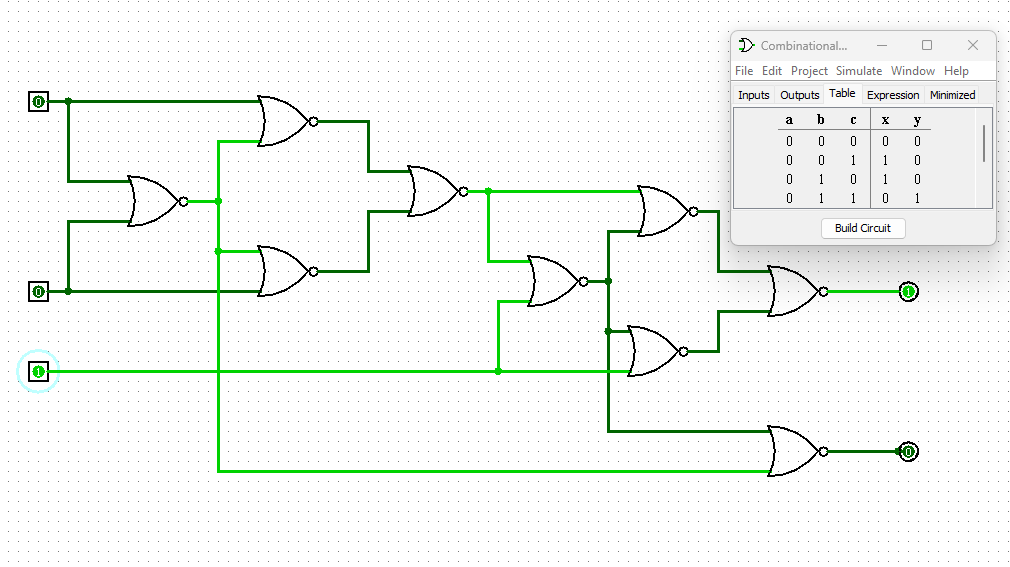 Combinational...
File Edit Project Simulate Window Help
Inputs Outputs Table Expression Minimized
a b c x y
0 0 0 0 0
0 0 1 1 0
0 1 0 1 0
0 1 1 0 1
Build Circuit
0
0
1
1
0